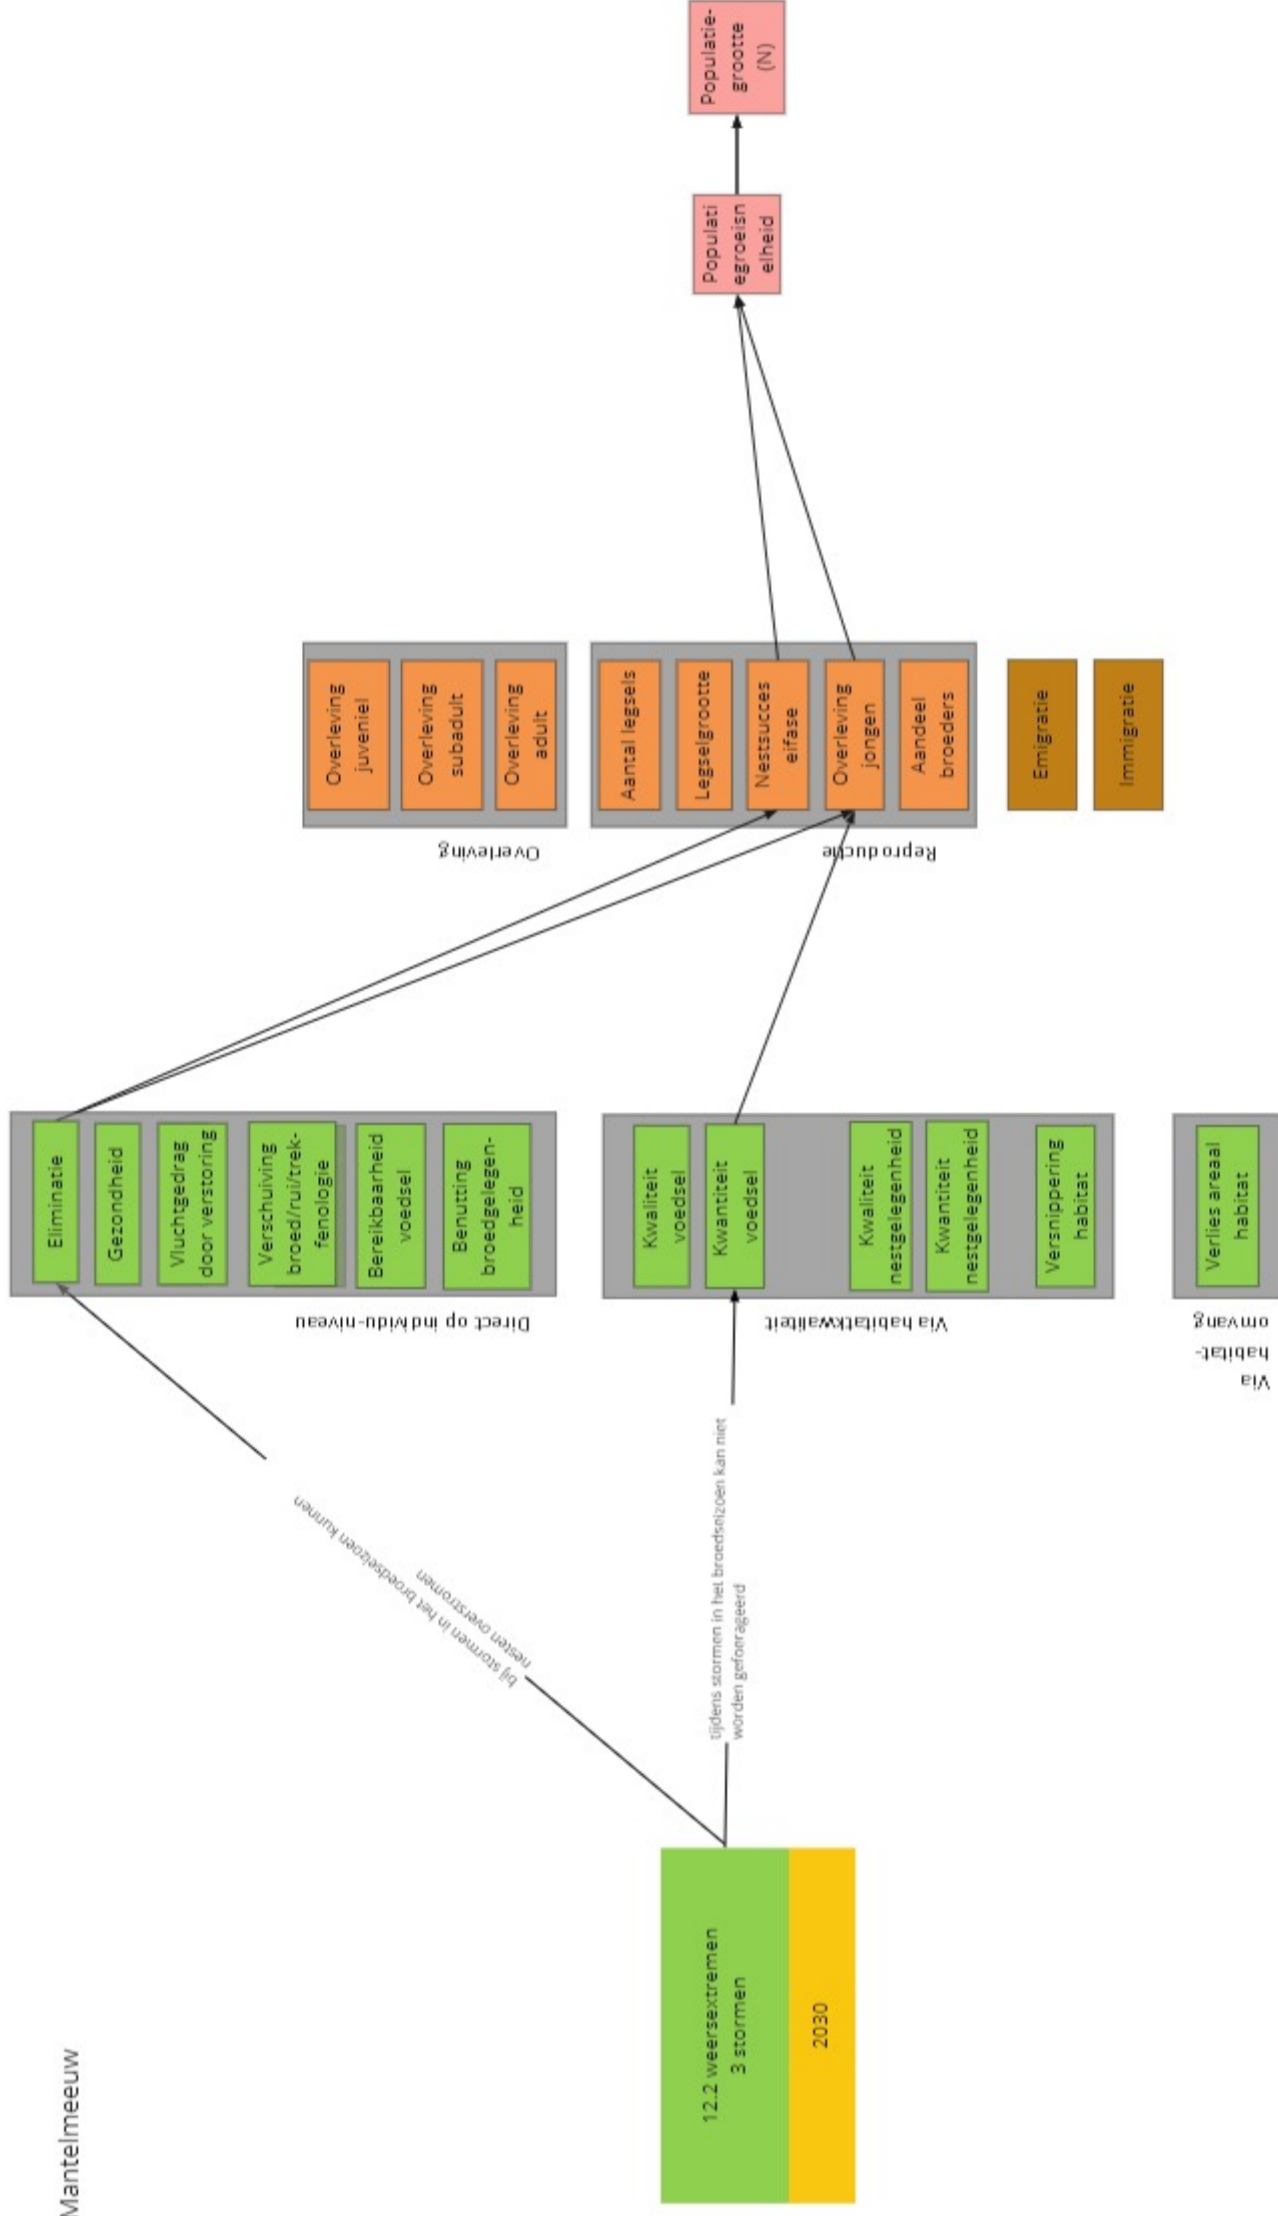 Mantelmeeuw
12.2 weersextremen
3 stormen
2030
bij stormen in het broedseizoen kunnen
nesten overstromen
tijdens stormen in het broedseizoen kan niet
worden gefoerageerd
Direct op individu-niveau
Eliminatie
Gezondheid
Vluchtgedrag
door verstoring
Verschuiving
broed/rui/trek-
fenologie
Bereikbaarheid
voedsel
Benutting
broedgelegen-
heid
Via habitatkwaliteit
Kwaliteit
voedsel
Kwantiteit
voedsel
Kwaliteit
nestgelegenheid
Kwantiteit
nestgelegenheid
Versnippering
habitat
Via
habitat-
omvang
Verlies areaal
habitat
Overleving
Overleving
juveniel
Overleving
subadult
Overleving
adult
Reproductie
Aantal legsels
Legselgrootte
Nestsucces
eifase
Overleving
jongen
Aandeel
broeders
Emigratie
Immigratie
Populati
egroeisn
elheid
Populatie-
grootte
(N)